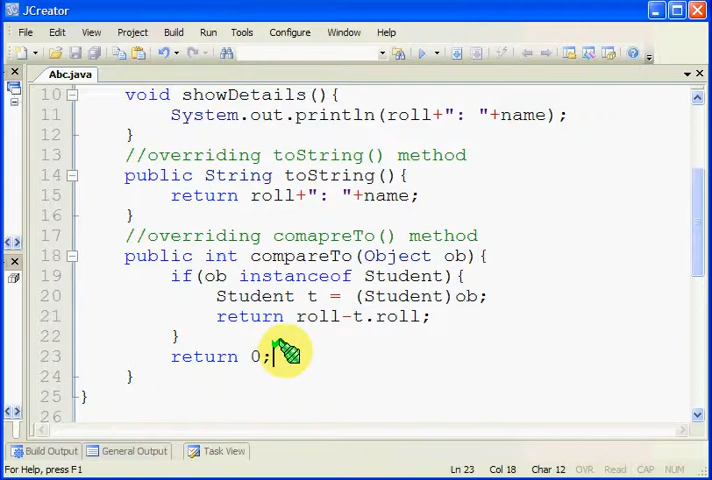 JCreator
File Edit View Project Build Run Tools Configure Window Help
Abc.java
10 void showDetails(){
11 System.out.println(roll+": "+name);
12 }
13 //overriding toString() method
14 public String toString(){
15 return roll+": "+name;
16 }
17 //overriding comapreTo() method
18 public int compareTo(Object ob){
19 if(ob instanceof Student){
20 Student t = (Student)ob;
21 return roll-t.roll;
22 }
23 return 0;
24 }
25 }
26
Build Output General Output Task View
For Help, press F1 Ln 23 Col 18 Char 12 OVR Read CAP NUM